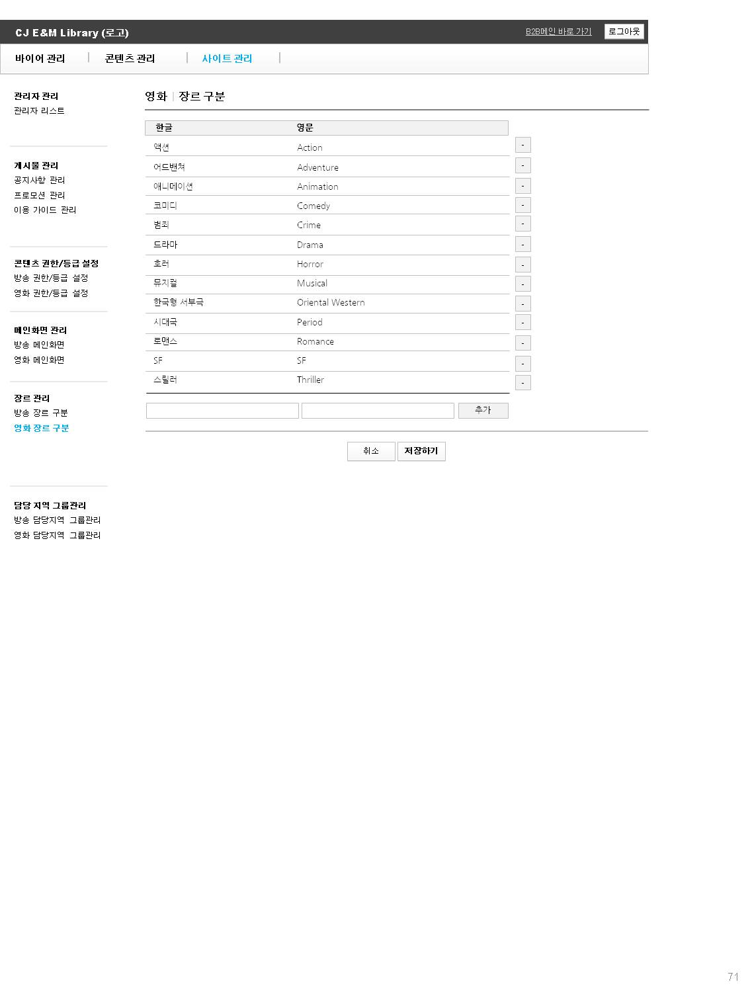 CJ E&M Library (로고)
B2B메인 바로 가기
로그아웃
바이어 관리
콘텐츠 관리
사이트 관리
관리자 관리
관리자 리스트
게시물 관리
공지사항 관리
프로모션 관리
이용 가이드 관리
콘텐츠 권한/등급 설정
방송 권한/등급 설정
영화 권한/등급 설정
메인화면 관리
방송 메인화면
영화 메인화면
장르 관리
방송 장르 구분
영화 장르 구분
담당 지역 그룹관리
방송 담당지역 그룹관리
영화 담당지역 그룹관리
영화 | 장르 구분
한글 영문
액션 Action -
어드밴쳐 Adventure -
애니메이션 Animation -
코미디 Comedy -
범죄 Crime -
드라마 Drama -
호러 Horror -
뮤지컬 Musical -
한국형 서부극 Oriental Western -
시대극 Period -
로맨스 Romance -
SF SF -
스릴러 Thriller -
추가
취소 저장하기
71